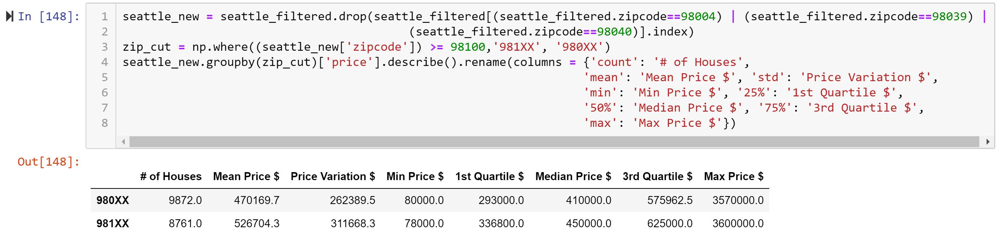 In [148]:
1 seattle_new = seattle_filtered.drop(seattle_filtered[(seattle_filtered.zipcode==98004) | (seattle_filtered.zipcode==98039) |
2 (seattle_filtered.zipcode==98040)].index)
3 zip_cut = np.where((seattle_new['zipcode']) >= 98100,'981XX', '980XX')
4 seattle_new.groupby(zip_cut)['price'].describe().rename(columns = {'count': '# of Houses',
5 'mean': 'Mean Price $', 'std': 'Price Variation $',
6 'min': 'Min Price $', '25%': '1st Quartile $',
7 '50%': 'Median Price $', '75%': '3rd Quartile $',
8 'max': 'Max Price $'})
Out[148]:
# of Houses Mean Price $ Price Variation $ Min Price $ 1st Quartile $ Median Price $ 3rd Quartile $ Max Price $
980XX 9872.0 470169.7 262389.5 80000.0 293000.0 410000.0 575962.5 3570000.0
981XX 8761.0 526704.3 311668.3 78000.0 336800.0 450000.0 625000.0 3600000.0